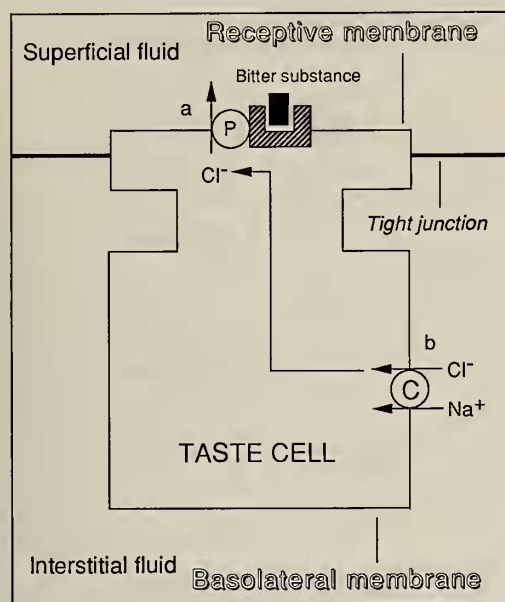 Receptive membrane
Superficial fluid
Bitter substance
a
P
Cl⁻
Tight junction
b
Cl⁻
C
Na⁺
TASTE CELL
Interstitial fluid
Basolateral membrane